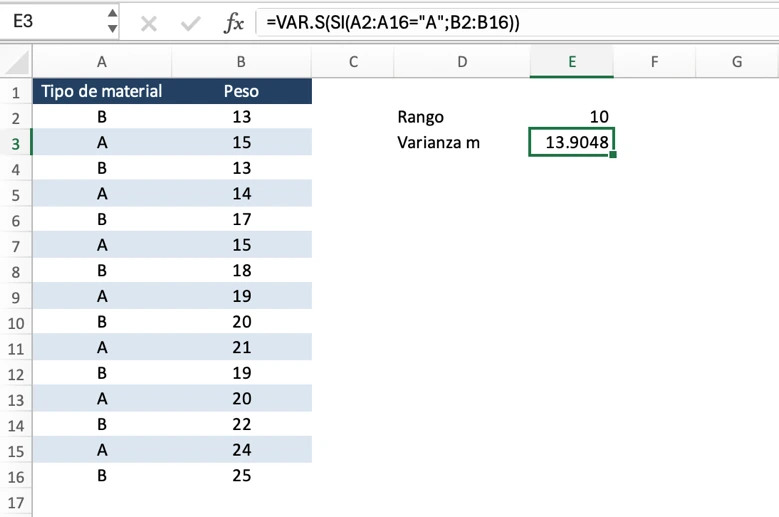 E3 fx =VAR.S(SI(A2:A16="A";B2:B16))
A B C D E F G
1 Tipo de material Peso
2 B 13 Rango 10
3 A 15 Varianza m 13.9048
4 B 13
5 A 14
6 B 17
7 A 15
8 B 18
9 A 19
10 B 20
11 A 21
12 B 19
13 A 20
14 B 22
15 A 24
16 B 25
17